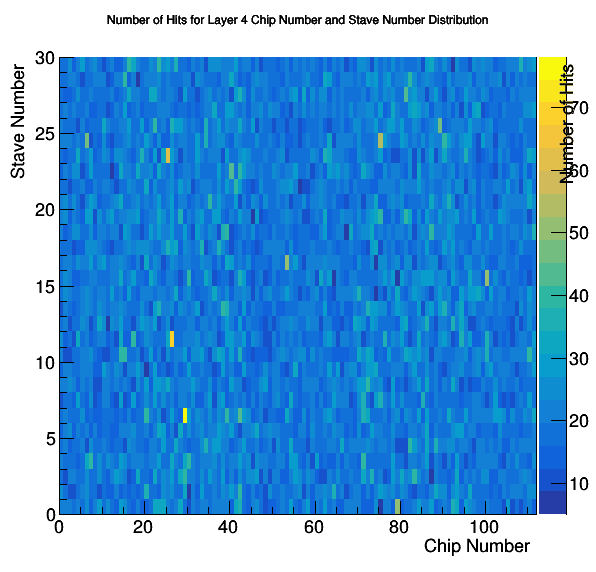 Number of Hits for Layer 4 Chip Number and Stave Number Distribution
Stave Number
30
25
20
15
10
5
0
0 20 40 60 80 100
Chip Number
Number of Hits
70
60
50
40
30
20
10